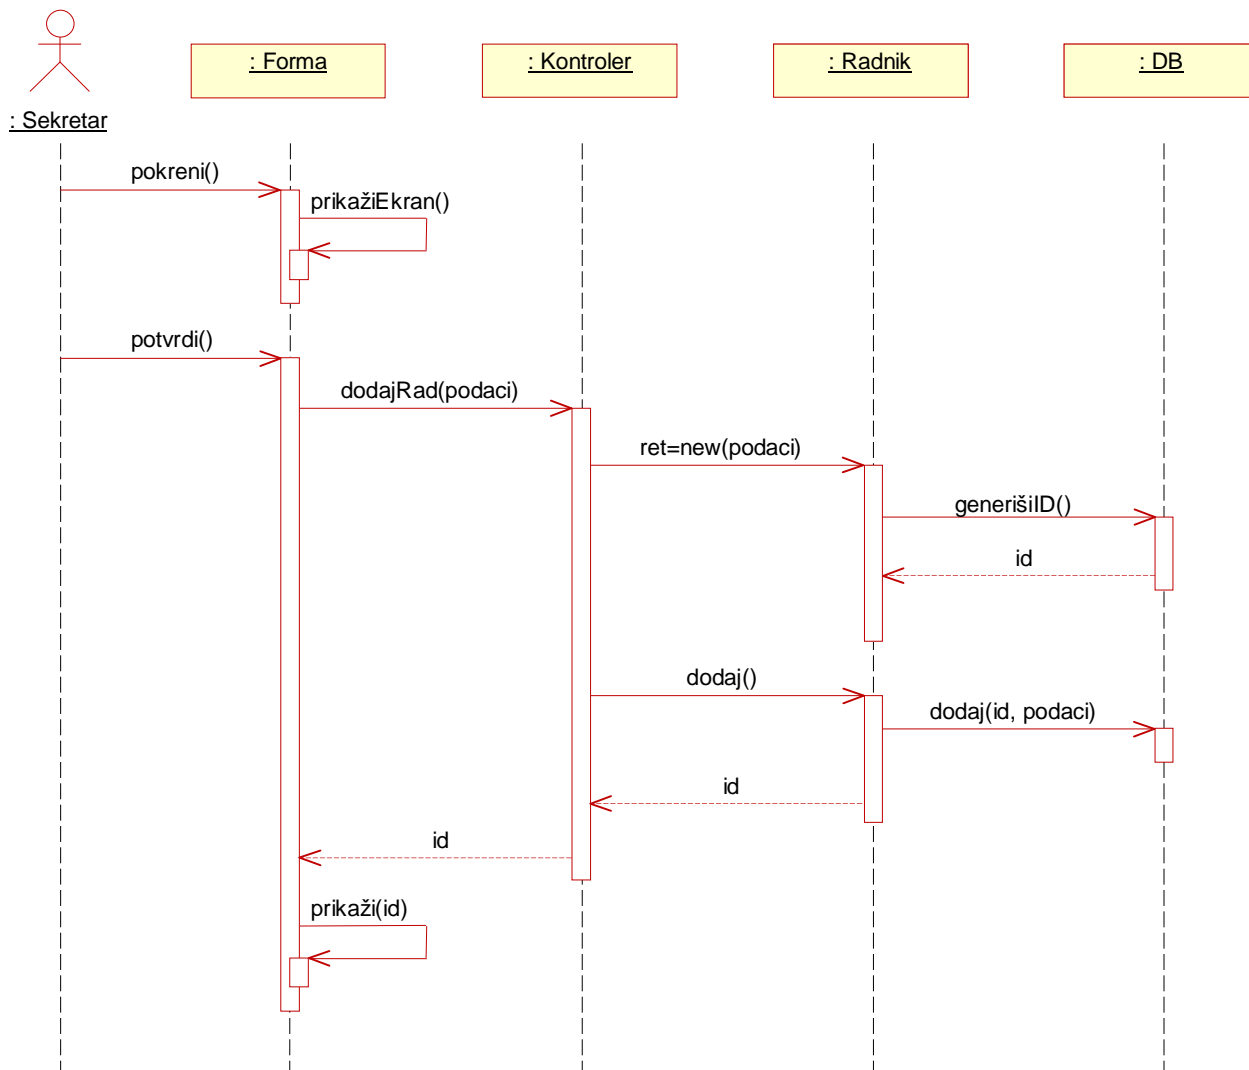 : Forma
: Kontroler
: Radnik
: DB
: Sekretar
pokreni()
prikažiEkran()
potvrdi()
dodajRad(podaci)
ret=new(podaci)
generišiID()
id
dodaj()
dodaj(id, podaci)
id
id
prikaži(id)